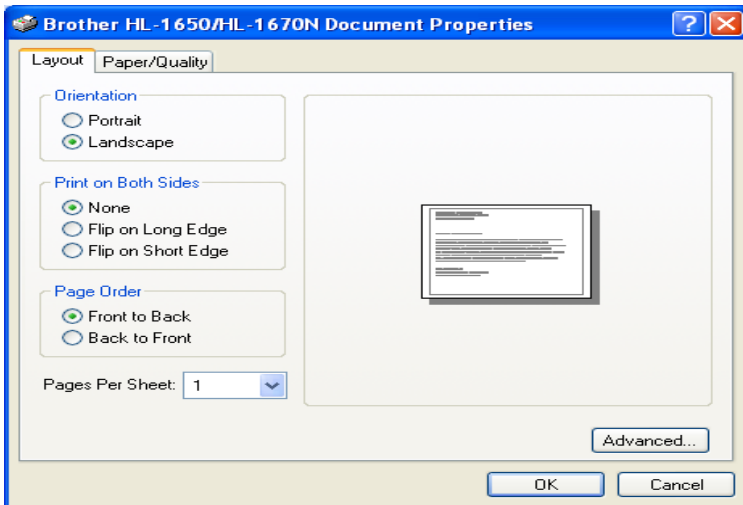 Brother HL-1650/HL-1670N Document Properties
Layout Paper/Quality
Orientation
Portrait
Landscape
Print on Both Sides
None
Flip on Long Edge
Flip on Short Edge
Page Order
Front to Back
Back to Front
Pages Per Sheet: 1
Advanced...
OK Cancel